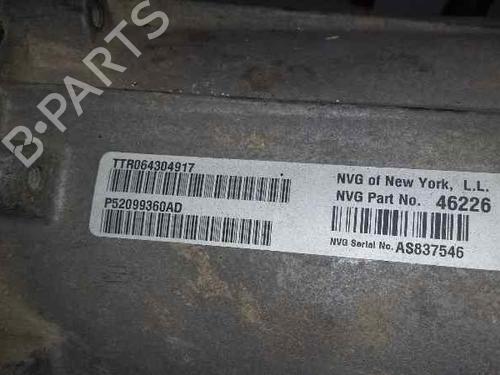 TTR064304917
P52099360AD
NVG of New York, L.L.
NVG Part No. 46226
NVG Serial No. AS837546
B-PARTS